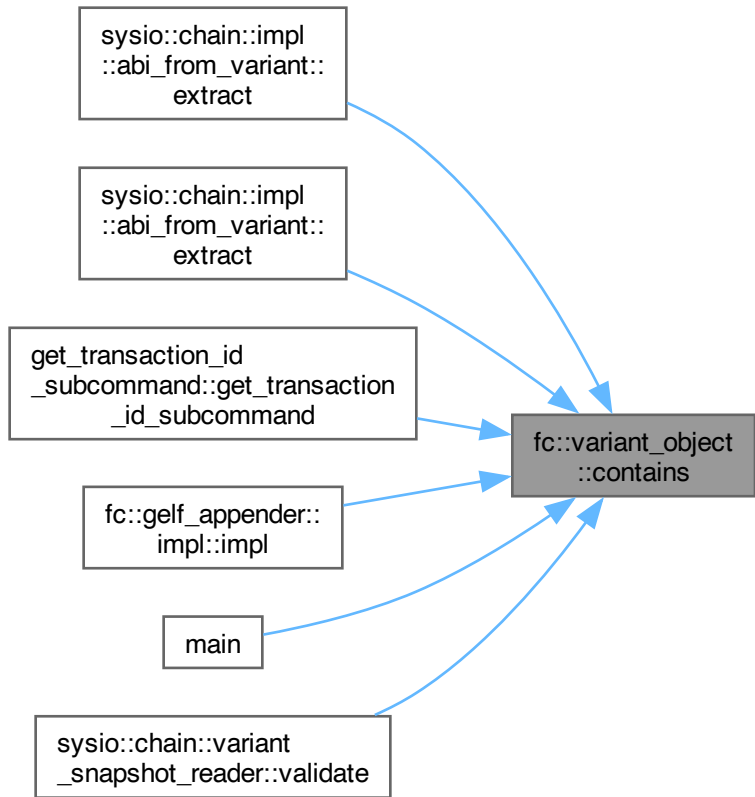 sysio::chain::impl
::abi_from_variant::
extract
sysio::chain::impl
::abi_from_variant::
extract
get_transaction_id
_subcommand::get_transaction
_id_subcommand
fc::variant_object
::contains
fc::gelf_appender::
impl::impl
main
sysio::chain::variant
_snapshot_reader::validate